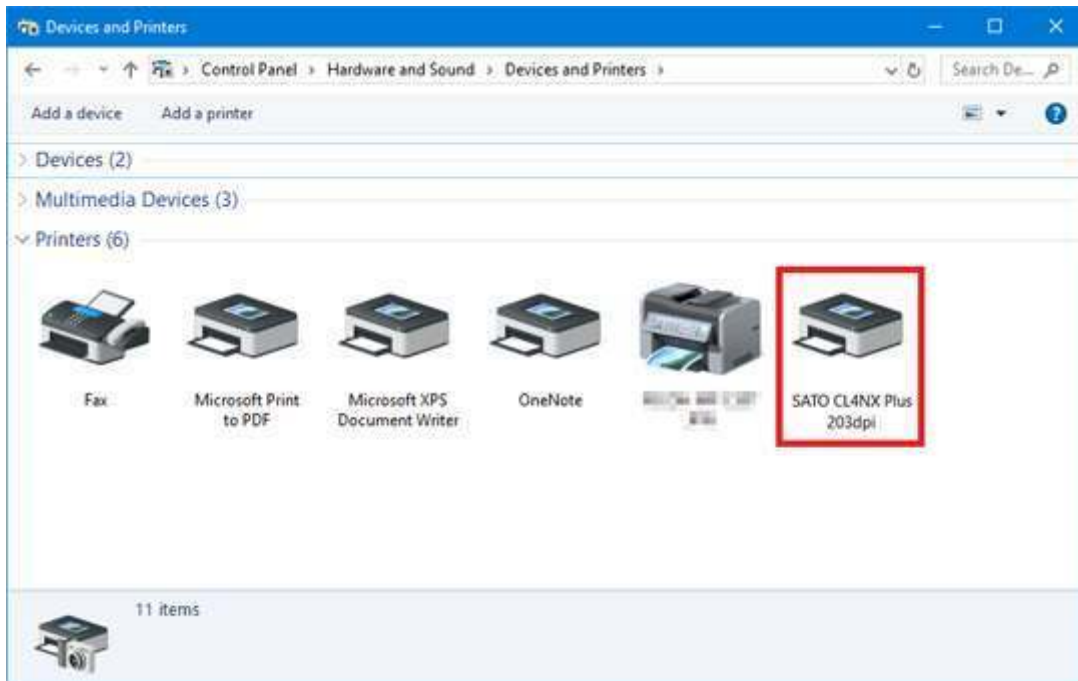 Devices and Printers
Control Panel > Hardware and Sound > Devices and Printers >
Search De...
Add a device Add a printer
Devices (2)
Multimedia Devices (3)
Printers (6)
Fax
Microsoft Print
to PDF
Microsoft XPS
Document Writer
OneNote
SATO CL4NX Plus
203dpi
11 items